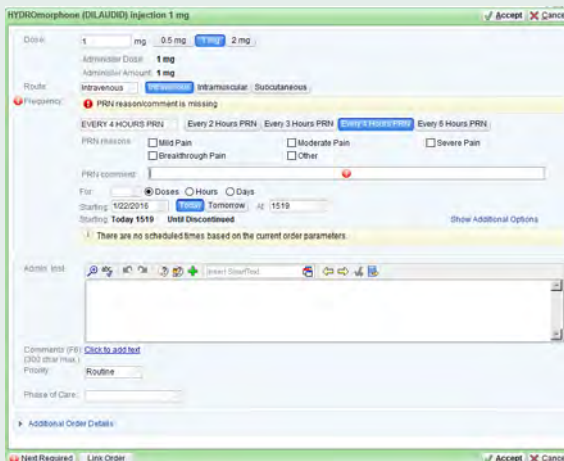 HYDROmorphone (DILAUDID) injection 1 mg Accept Cance
Dose: 1 mg 0.5 mg 1 mg 2 mg
Administer Dose: 1 mg
Administer Amount: 1 mg
Route: Intravenous Intravenous Intramuscular Subcutaneous
Frequency: PRN reason/comment is missing
EVERY 4 HOURS PRN Every 2 Hours PRN Every 3 Hours PRN Every 4 Hours PRN Every 6 Hours PRN
PRN reasons: Mild Pain Moderate Pain Severe Pain
Breakthrough Pain Other
PRN comment:
For: Doses Hours Days
Starting: 1/22/2016 Today Tomorrow At: 1519
Starting: Today 1519 Until Discontinued Show Additional Options
There are no scheduled times based on the current order parameters.
Admin. Inst.: Insert SmartText
Comments (F6): Click to add text
(300 char max.)
Priority: Routine
Phase of Care:
Additional Order Details
Next Required Link Order Accept Cance